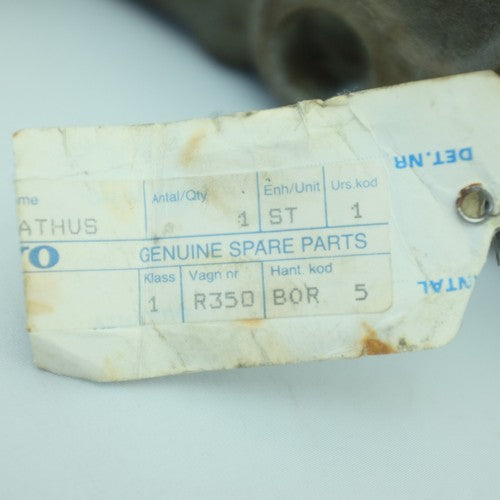 me Antal/Qty Enh/Unit Urs.kod
ATHUS 1 ST 1
GENUINE SPARE PARTS
Klass Vagn nr Hant. kod
1 R350 BOR 5
DET.NR
NTAL